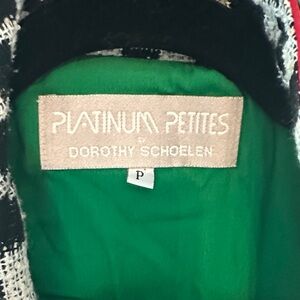 PLATINUM PETITES
by
DOROTHY SCHOELEN
P